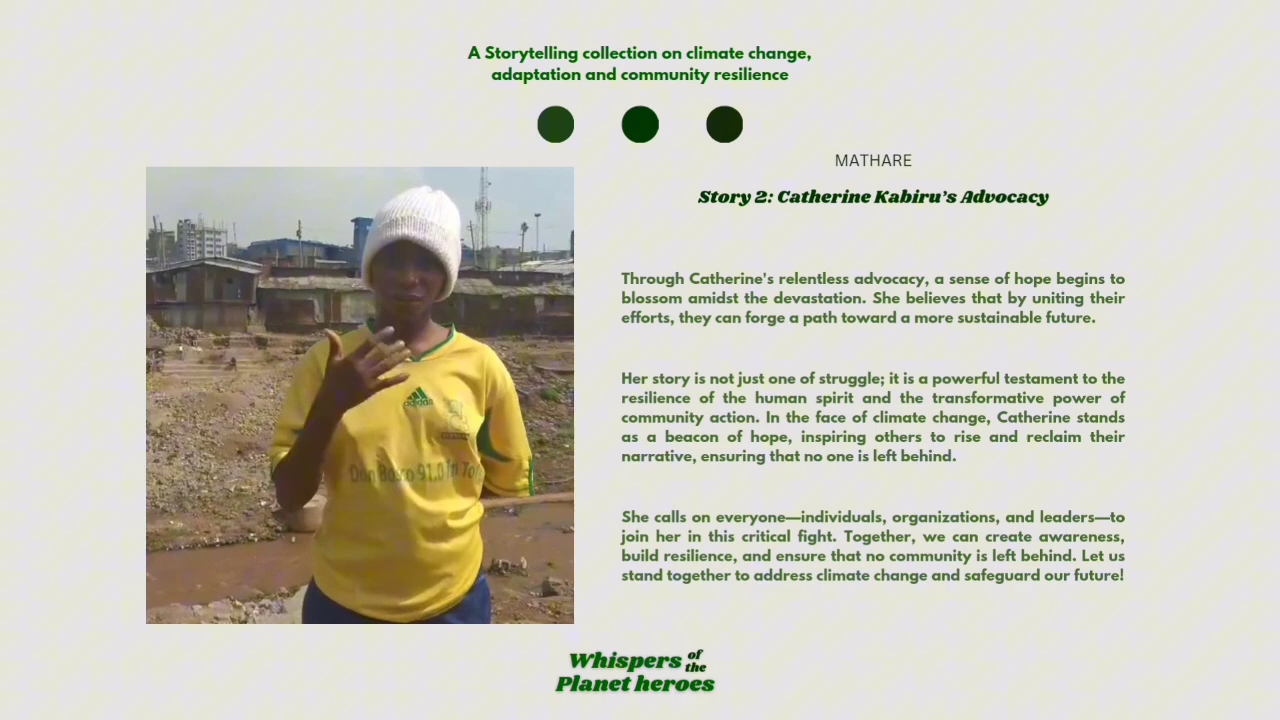 A Storytelling collection on climate change,
adaptation and community resilience
MATHARE
Story 2: Catherine Kabiru's Advocacy
Through Catherine's relentless advocacy, a sense of hope begins to
blossom amidst the devastation. She believes that by uniting their
efforts, they can forge a path toward a more sustainable future.
Her story is not just one of struggle; it is a powerful testament to the
resilience of the human spirit and the transformative power of
community action. In the face of climate change, Catherine stands
as a beacon of hope, inspiring others to rise and reclaim their
narrative, ensuring that no one is left behind.
She calls on everyone—individuals, organizations, and leaders—to
join her in this critical fight. Together, we can create awareness,
build resilience, and ensure that no community is left behind. Let us
stand together to address climate change and safeguard our future!
adidas
Don Bosco 91.0
Whispers of the
Planet heroes